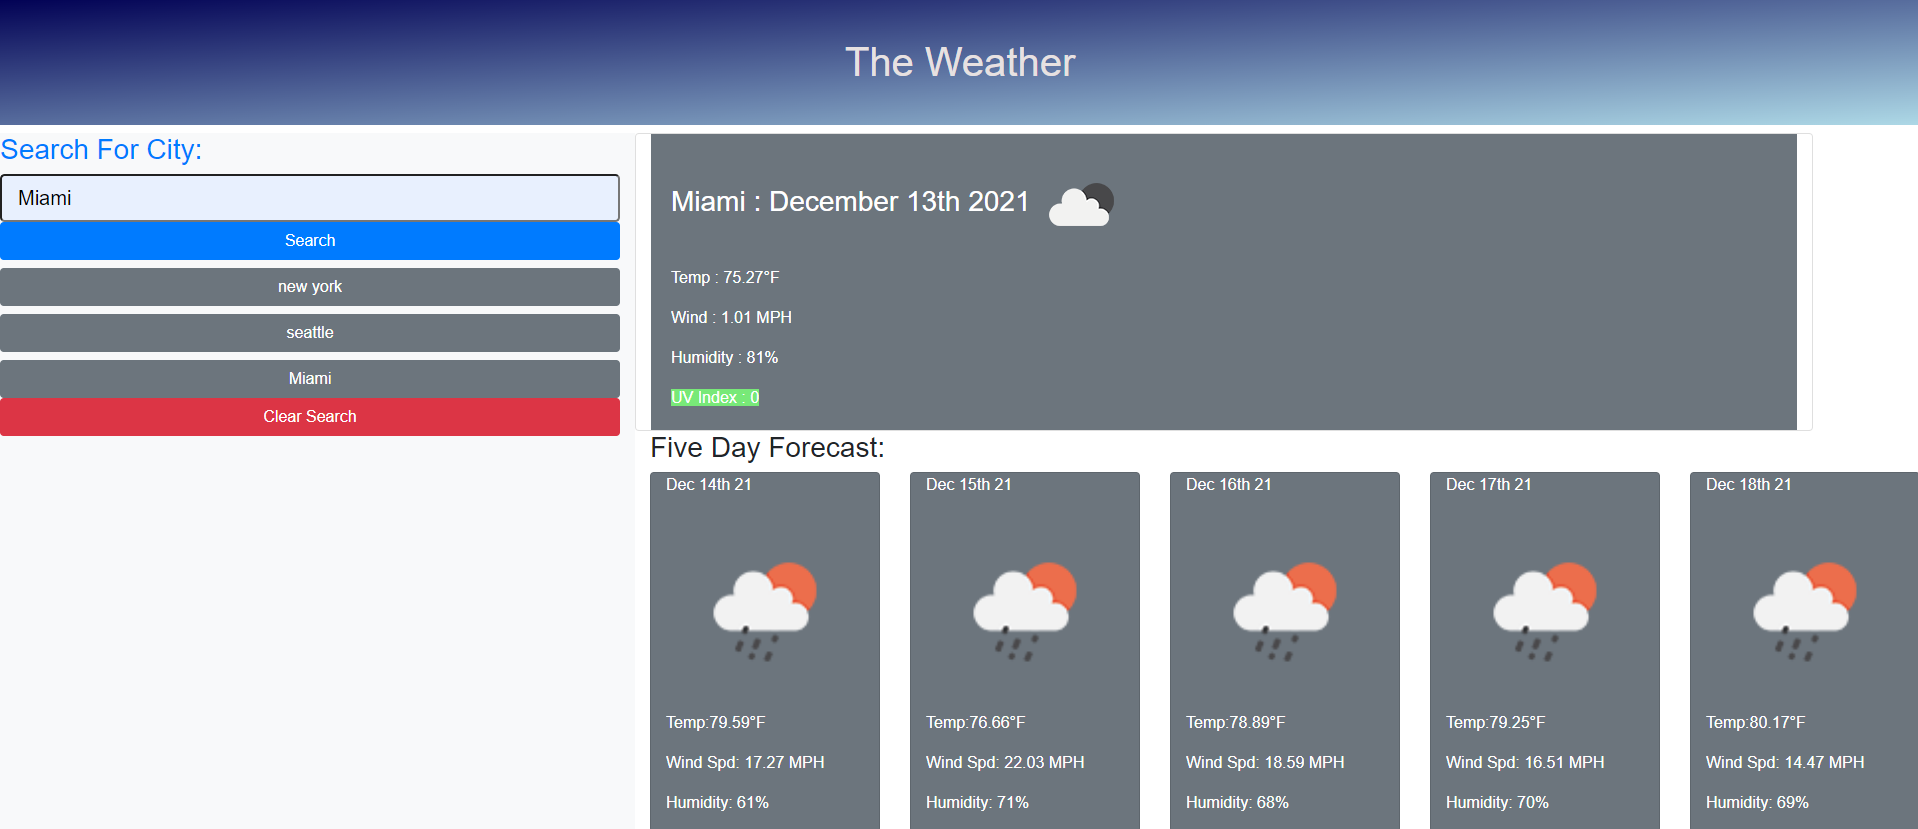 The Weather
Search For City:
Miami
Search
new york
seattle
Miami
Clear Search
Miami : December 13th 2021
Temp : 75.27°F
Wind : 1.01 MPH
Humidity : 81%
UV Index : 0
Five Day Forecast:
Dec 14th 21
Temp:79.59°F
Wind Spd: 17.27 MPH
Humidity: 61%
Dec 15th 21
Temp:76.66°F
Wind Spd: 22.03 MPH
Humidity: 71%
Dec 16th 21
Temp:78.89°F
Wind Spd: 18.59 MPH
Humidity: 68%
Dec 17th 21
Temp:79.25°F
Wind Spd: 16.51 MPH
Humidity: 70%
Dec 18th 21
Temp:80.17°F
Wind Spd: 14.47 MPH
Humidity: 69%